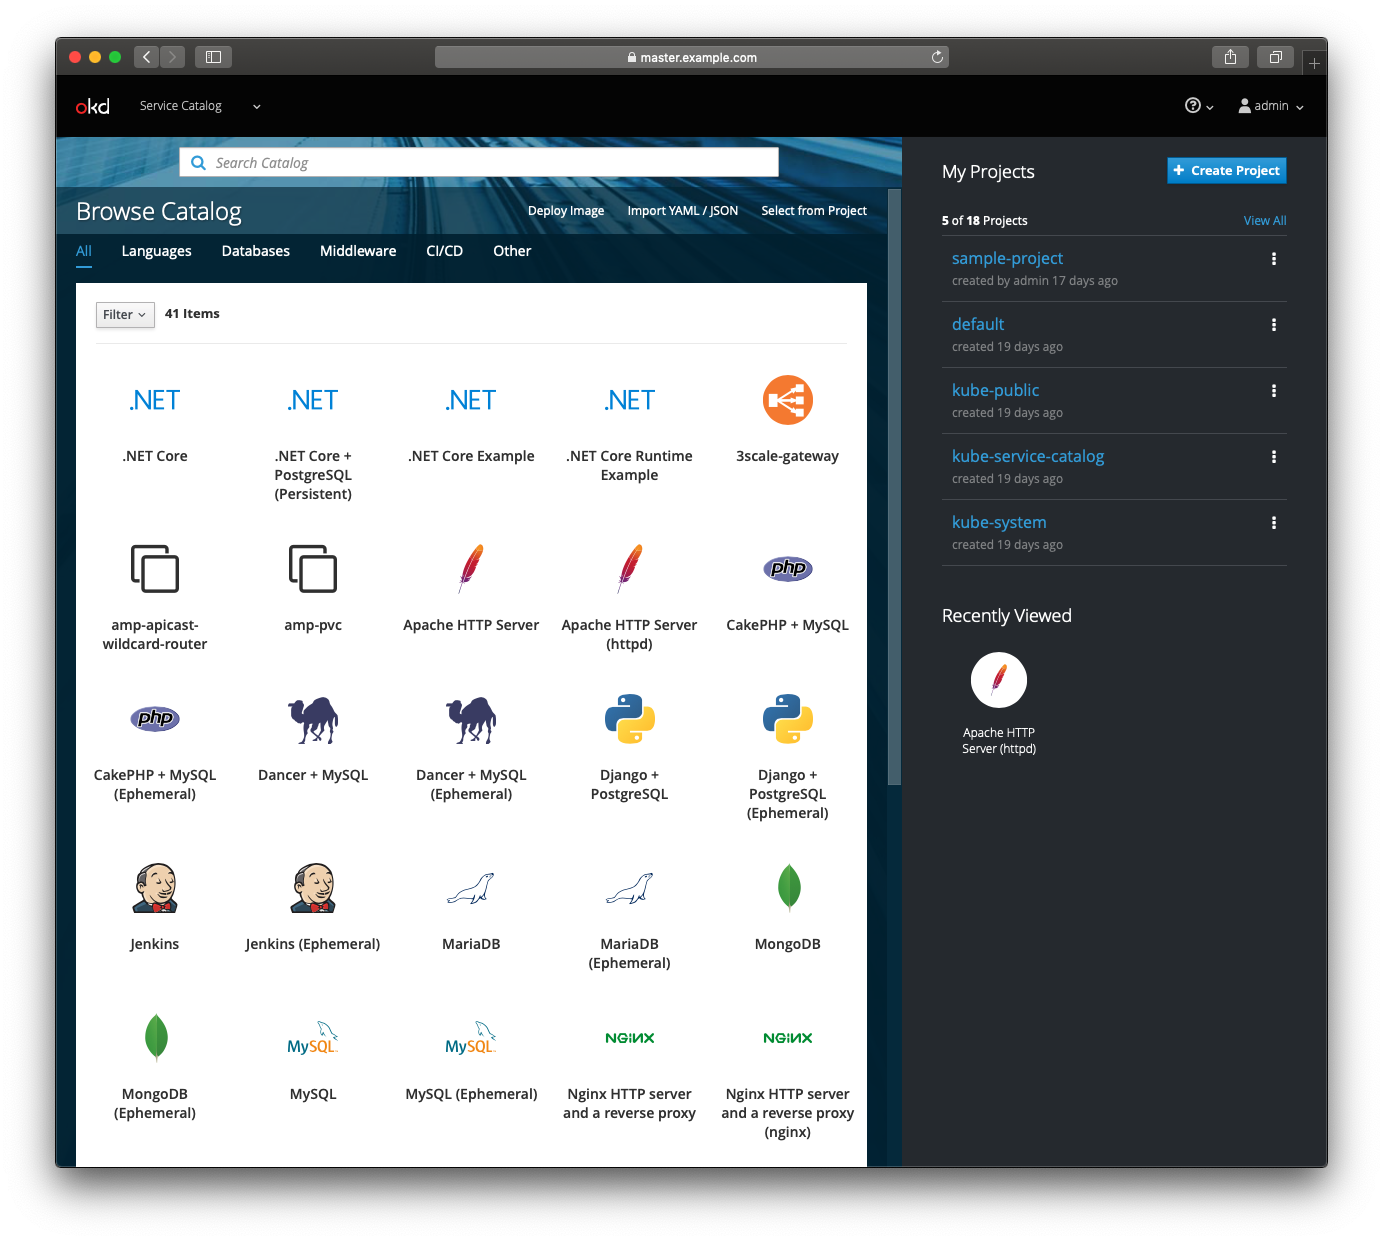 master.example.com
okd
Service Catalog
admin
Search Catalog
Browse Catalog
Deploy Image
Import YAML / JSON
Select from Project
All
Languages
Databases
Middleware
CI/CD
Other
Filter
41 Items
.NET
.NET
.NET
.NET
.NET Core
.NET Core +
PostgreSQL
(Persistent)
.NET Core Example
.NET Core Runtime
Example
3scale-gateway
amp-apicast-
wildcard-router
amp-pvc
Apache HTTP Server
Apache HTTP Server
(httpd)
php
CakePHP + MySQL
php
CakePHP + MySQL
(Ephemeral)
Dancer + MySQL
Dancer + MySQL
(Ephemeral)
Django +
PostgreSQL
Django +
PostgreSQL
(Ephemeral)
Jenkins
Jenkins (Ephemeral)
MariaDB
MariaDB
(Ephemeral)
MongoDB
MongoDB
(Ephemeral)
MySQL
MySQL
MySQL
MySQL (Ephemeral)
NGINX
Nginx HTTP server
and a reverse proxy
NGINX
Nginx HTTP server
and a reverse proxy
(nginx)
My Projects
+ Create Project
5 of 18 Projects
View All
sample-project
created by admin 17 days ago
default
created 19 days ago
kube-public
created 19 days ago
kube-service-catalog
created 19 days ago
kube-system
created 19 days ago
Recently Viewed
Apache HTTP
Server (httpd)